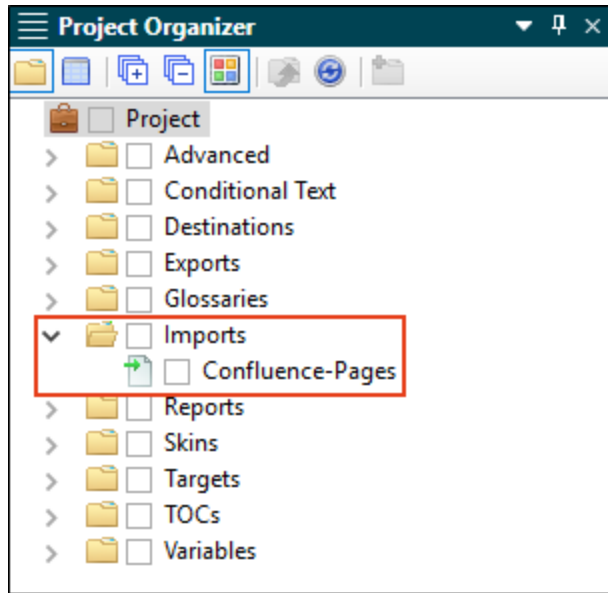 Project Organizer
Project
Advanced
Conditional Text
Destinations
Exports
Glossaries
Imports
Confluence-Pages
Reports
Skins
Targets
TOCs
Variables